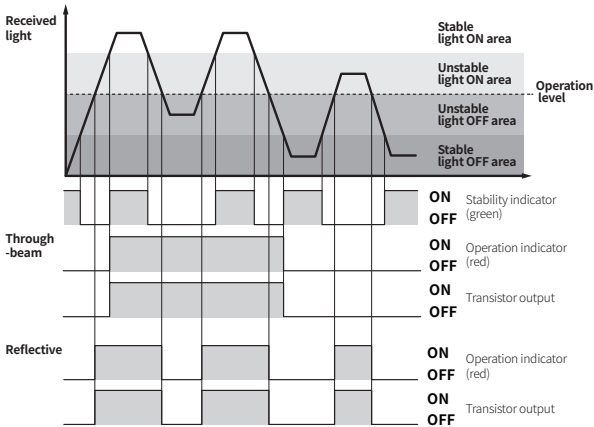 Received
light
Stable
light ON area
Unstable
light ON area
Operation
level
Unstable
light OFF area
Stable
light OFF area
ON
OFF
Stability indicator
(green)
Through
-beam
ON
OFF
Operation indicator
(red)
ON
OFF
Transistor output
Reflective
ON
OFF
Operation indicator
(red)
ON
OFF
Transistor output